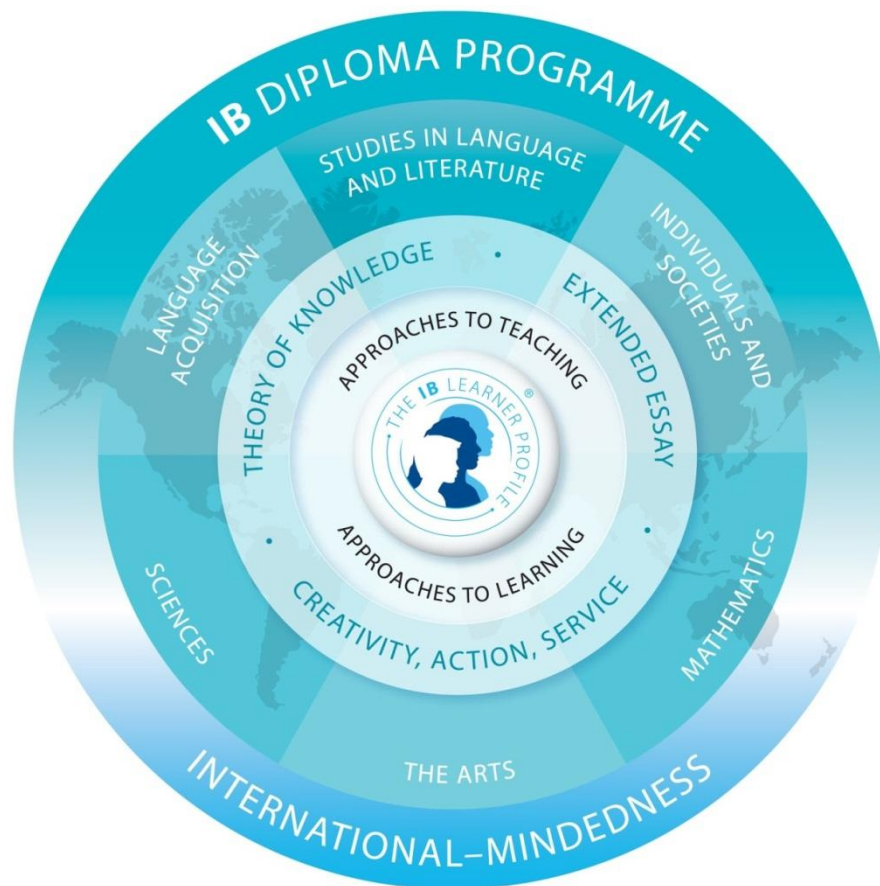 IB DIPLOMA PROGRAMME
STUDIES IN LANGUAGE
AND LITERATURE
LANGUAGE
ACQUISITION
INDIVIDUALS AND
SOCIETIES
THEORY OF KNOWLEDGE
·
EXTENDED ESSAY
APPROACHES TO TEACHING
THE IB LEARNER PROFILE®
APPROACHES TO LEARNING
· CREATIVITY, ACTION, SERVICE ·
SCIENCES
MATHEMATICS
THE ARTS
INTERNATIONAL–MINDEDNESS